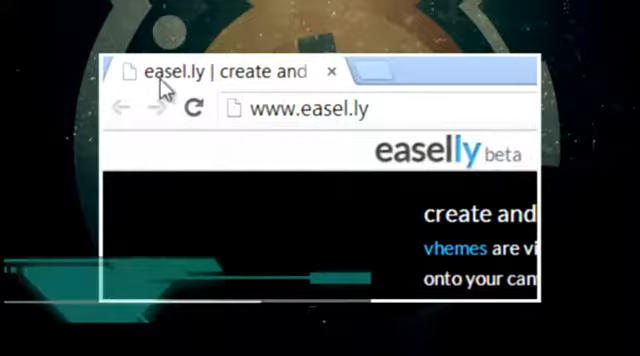 easel.ly | create and
www.easel.ly
easelly beta
create and
vhemes are vi
onto your can